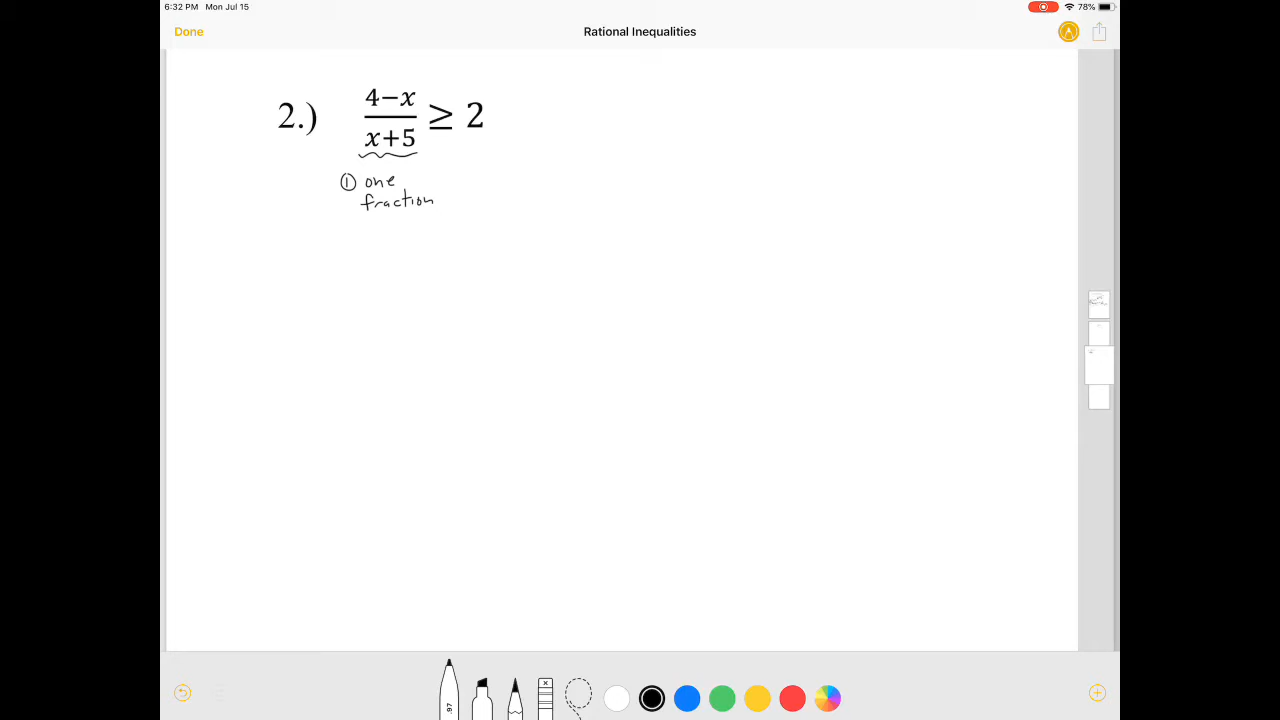 6:32 PM Mon Jul 15
78%
Done
Rational Inequalities
2.) (4−x)/(x+5) ≥ 2
① one
fraction
.97